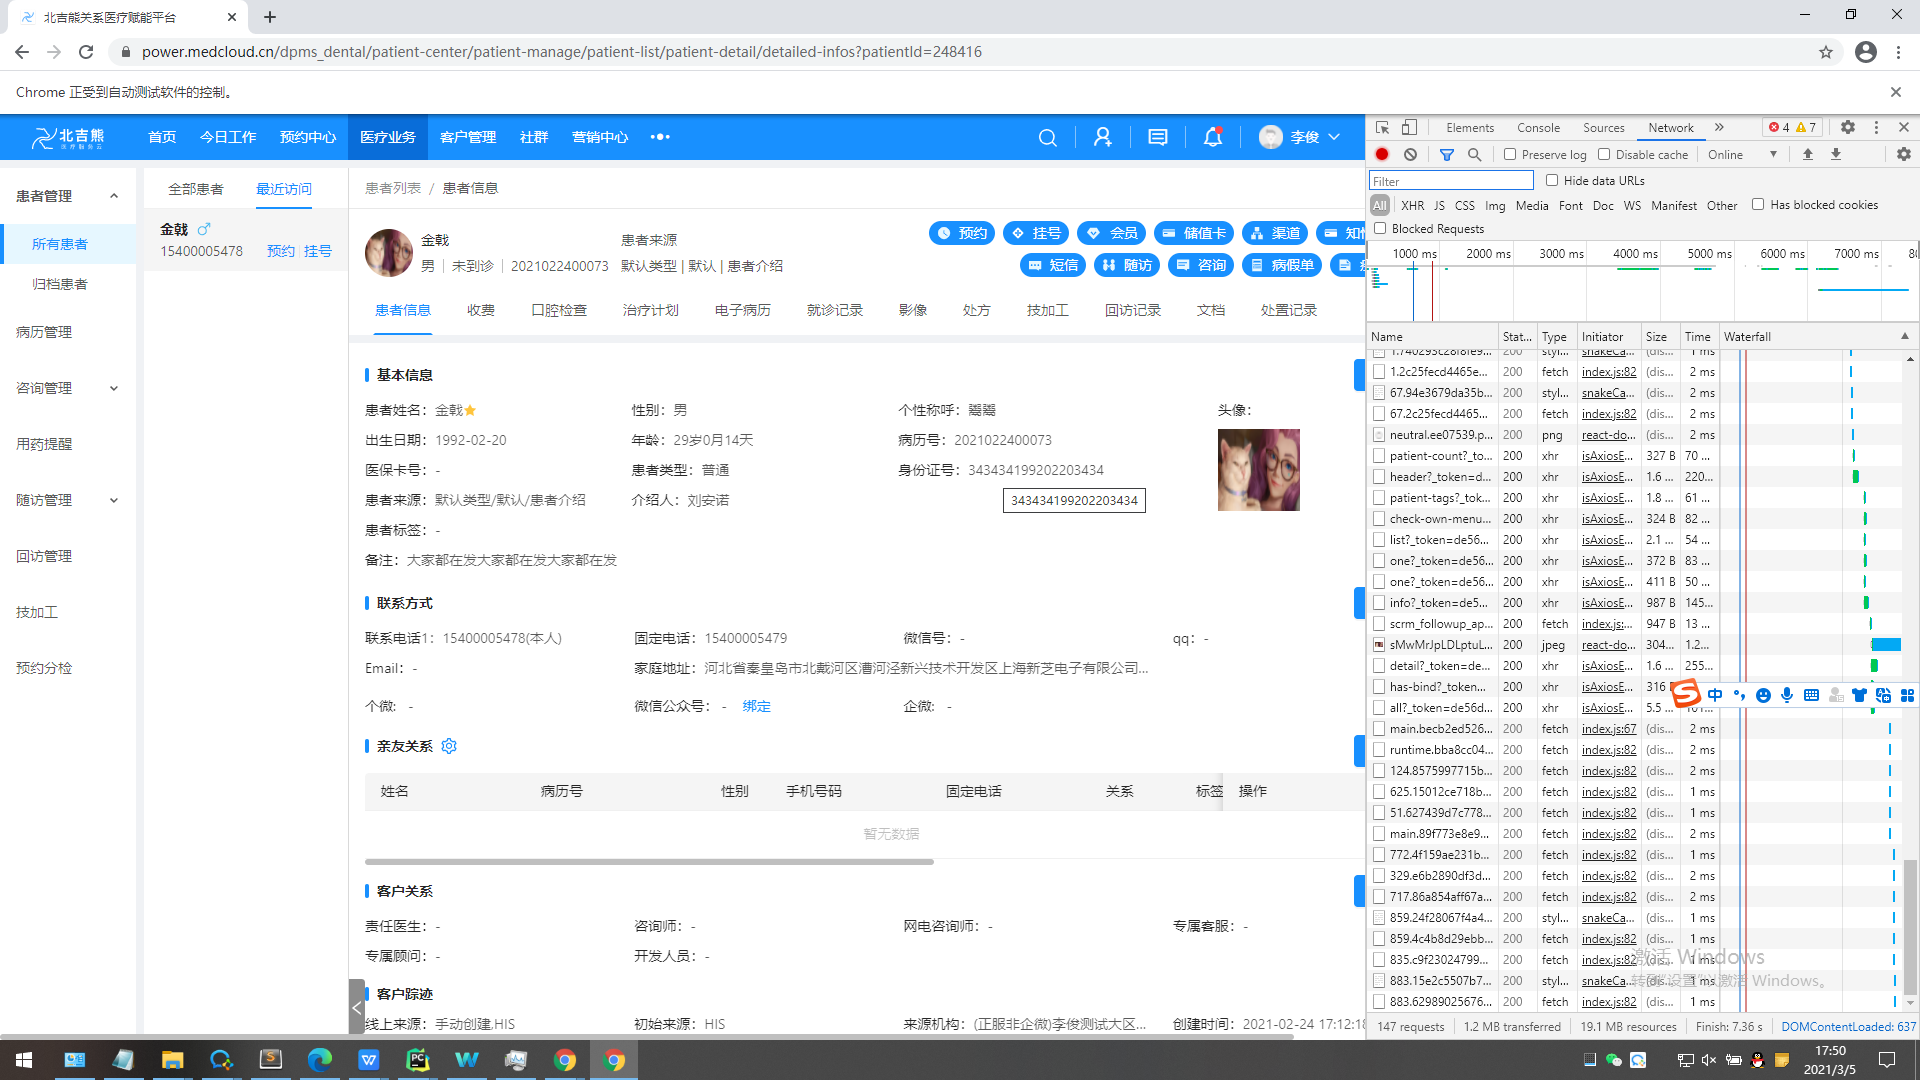 北吉熊关系医疗赋能平台
power.medcloud.cn/dpms_dental/patient-center/patient-manage/patient-list/patient-detail/detailed-infos?patientId=248416
Chrome 正受到自动测试软件的控制。
北吉熊 首页 今日工作 预约中心 医疗业务 客户管理 社群 营销中心 ••• 李俊
患者管理
所有患者
归档患者
病历管理
咨询管理
用药提醒
随访管理
回访管理
技加工
预约分检
全部患者 最近访问
金戟
15400005478 预约 挂号
患者列表 / 患者信息
金戟 患者来源
男 未到诊 2021022400073 默认类型 | 默认 | 患者介绍
预约 挂号 会员 储值卡 渠道
短信 随访 咨询 病假单
患者信息 收费 口腔检查 治疗计划 电子病历 就诊记录 影像 处方 技加工 回访记录 文档 处置记录
基本信息
患者姓名: 金戟 性别: 男 个性称呼: 头像:
出生日期: 1992-02-20 年龄: 29岁0月14天 病历号: 2021022400073
医保卡号: - 患者类型: 普通 身份证号: 343434199202203434
患者来源: 默认类型/默认/患者介绍 介绍人: 刘安诺 343434199202203434
患者标签: -
备注: 大家都在发大家都在发大家都在发
联系方式
联系电话1: 15400005478(本人) 固定电话: 15400005479 微信号: - qq: -
Email: - 家庭地址: 河北省秦皇岛市北戴河区漕河泾新兴技术开发区上海新芝电子有限公司...
个微: - 微信公众号: - 绑定 企微: -
亲友关系
姓名 病历号 性别 手机号码 固定电话 关系 标签 操作
暂无数据
客户关系
责任医生: - 咨询师: - 网电咨询师: - 专属客服: -
专属顾问: - 开发人员: -
客户踪迹
线上来源: 手动创建,HIS 初始来源: HIS 来源机构: (正服非企微)李俊测试大区... 创建时间: 2021-02-24 17:12:18
Elements Console Sources Network » 4 7
Preserve log Disable cache Online
Filter Hide data URLs
All XHR JS CSS Img Media Font Doc WS Manifest Other Has blocked cookies
Blocked Requests
1000 ms 2000 ms 3000 ms 4000 ms 5000 ms 6000 ms 7000 ms
Name Stat... Type Initiator Size Time Waterfall
1.740293c28f8fe9... 200 styl... snakeCa... (dis... 1 ms
1.2c25fecd4465e... 200 fetch index.js:82 (dis... 2 ms
67.94e3679da35b... 200 styl... snakeCa... (dis... 2 ms
67.2c25fecd4465... 200 fetch index.js:82 (dis... 2 ms
neutral.ee07539.p... 200 png react-do... (dis... 2 ms
patient-count?_to... 200 xhr isAxiosE... 327 B 70 ...
header?_token=d... 200 xhr isAxiosE... 1.6 ... 220...
patient-tags?_tok... 200 xhr isAxiosE... 1.8 ... 61 ...
check-own-menu... 200 xhr isAxiosE... 324 B 82 ...
list?_token=de56... 200 xhr isAxiosE... 2.1 ... 54 ...
one?_token=de56... 200 xhr isAxiosE... 372 B 83 ...
one?_token=de56... 200 xhr isAxiosE... 411 B 50 ...
info?_token=de5... 200 xhr isAxiosE... 987 B 145...
scrm_followup_ap... 200 fetch index.js:... 947 B 13 ...
sMwMrJpLDLptuL... 200 jpeg react-do... 304... 1.2...
detail?_token=de... 200 xhr isAxiosE... 1.6 ... 255...
has-bind?_token... 200 xhr isAxiosE... 316
all?_token=de56d... 200 xhr isAxiosE... 5.5 ...
main.becb2ed526... 200 fetch index.js:67 (dis... 2 ms
runtime.bba8cc04... 200 fetch index.js:82 (dis... 2 ms
124.8575997715b... 200 fetch index.js:82 (dis... 2 ms
625.15012ce718b... 200 fetch index.js:82 (dis... 1 ms
51.627439d7c778... 200 fetch index.js:82 (dis... 1 ms
main.89f773e8e9... 200 fetch index.js:82 (dis... 2 ms
772.4f159ae231b... 200 fetch index.js:82 (dis... 1 ms
329.e6b2890df3d... 200 fetch index.js:82 (dis... 2 ms
717.86a854aff67a... 200 fetch index.js:82 (dis... 2 ms
859.24f28067f4a4... 200 styl... snakeCa... (dis... 1 ms
859.4c4b8d29ebb... 200 fetch index.js:82 (dis... 1 ms
835.c9f23024799... 200 fetch index.js:82 (dis... 1 ms
883.15e2c5507b7... 200 styl... snakeCa... (dis... 1 ms
883.62989025676... 200 fetch index.js:82 (dis... 1 ms
激活 Windows
转到"设置"以激活 Windows。
147 requests 1.2 MB transferred 19.1 MB resources Finish: 7.36 s DOMContentLoaded: 637
中
17:50
2021/3/5